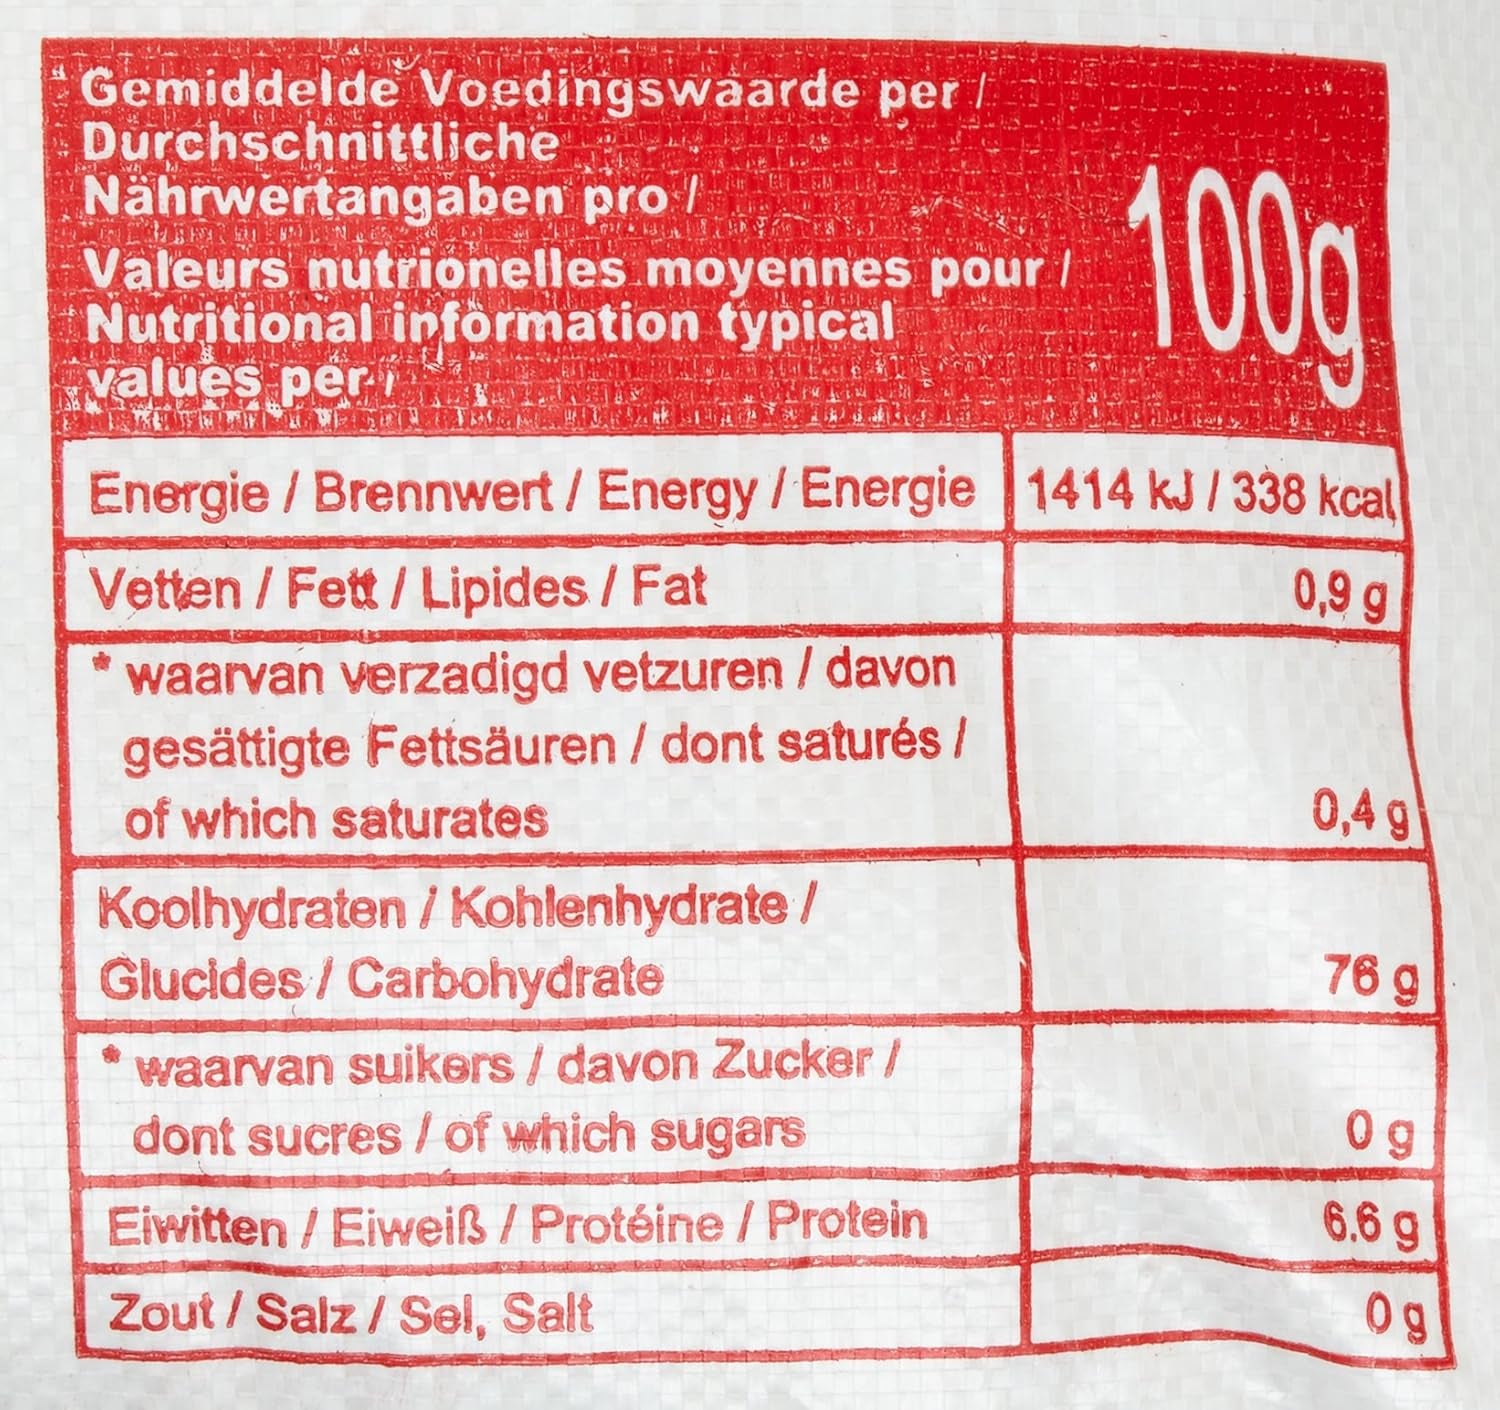 Gemiddelde Voedingswaarde per /
Durchschnittliche
Nährwertangaben pro /
Valeurs nutrionelles moyennes pour /
Nutritional information typical
values per /
100g
Energie / Brennwert / Energy / Energie 1414 kJ / 338 kcal
Vetten / Fett / Lipides / Fat 0,9 g
* waarvan verzadigd vetzuren / davon
gesättigte Fettsäuren / dont saturés /
of which saturates 0,4 g
Koolhydraten / Kohlenhydrate /
Glucides / Carbohydrate 76 g
* waarvan suikers / davon Zucker /
dont sucres / of which sugars 0 g
Eiwitten / Eiweiß / Protéine / Protein 6.6 g
Zout / Salz / Sel, Salt 0 g